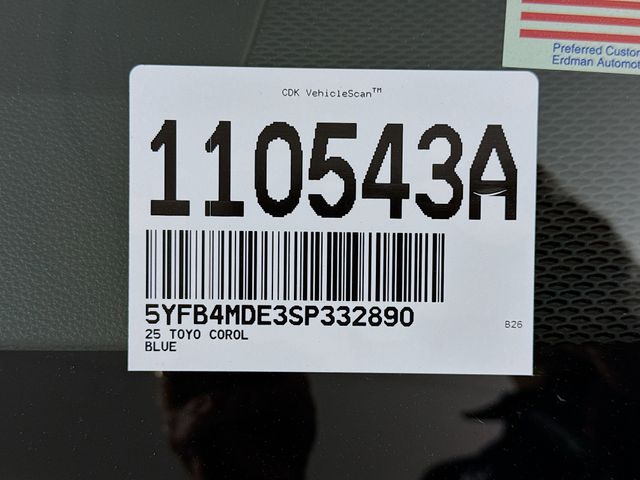 Preferred Custo
Erdman Automot
CDK VehicleScan™
110543A
5YFB4MDE3SP332890
25 TOYO COROL
BLUE
B26